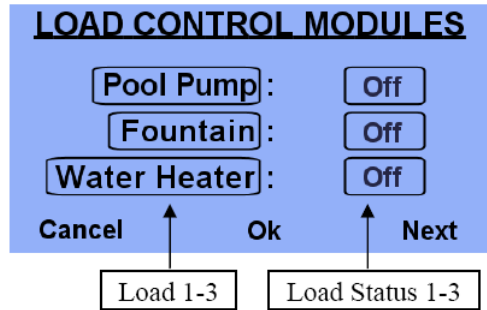 LOAD CONTROL MODULES
Pool Pump: Off
Fountain: Off
Water Heater: Off
Cancel Ok Next
Load 1-3 Load Status 1-3